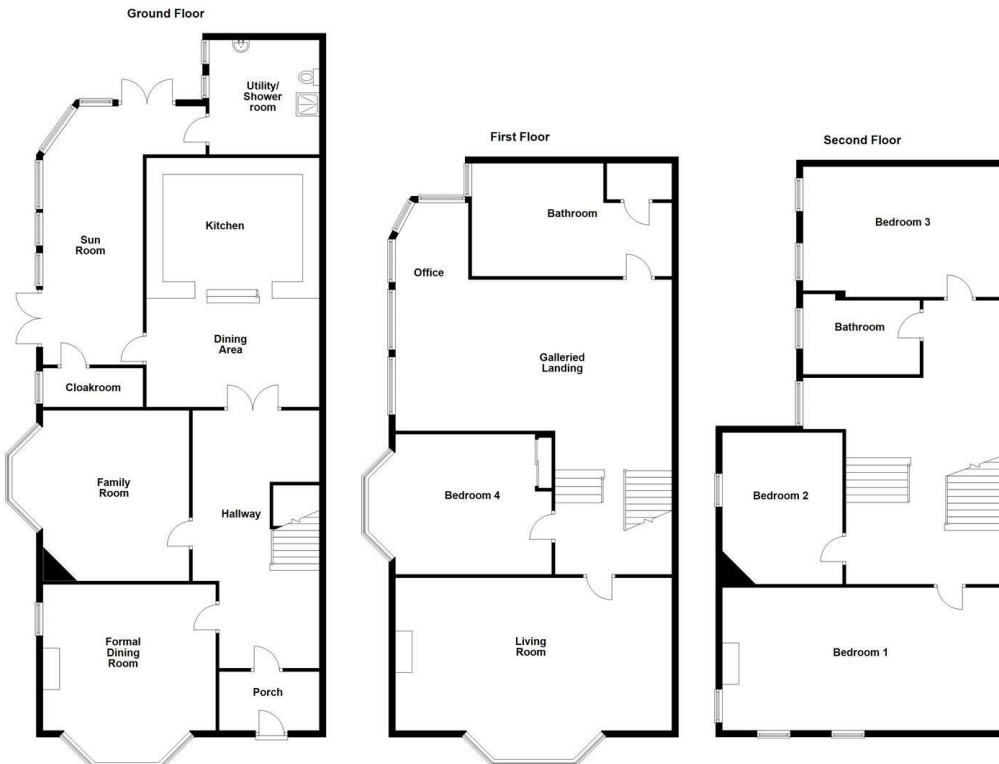 Ground Floor
Utility/
Shower
room
Kitchen
Sun
Room
Dining
Area
Cloakroom
Family
Room
Hallway
Formal
Dining
Room
Porch
First Floor
Bathroom
Office
Galleried
Landing
Bedroom 4
Living
Room
Second Floor
Bedroom 3
Bathroom
Bedroom 2
Bedroom 1